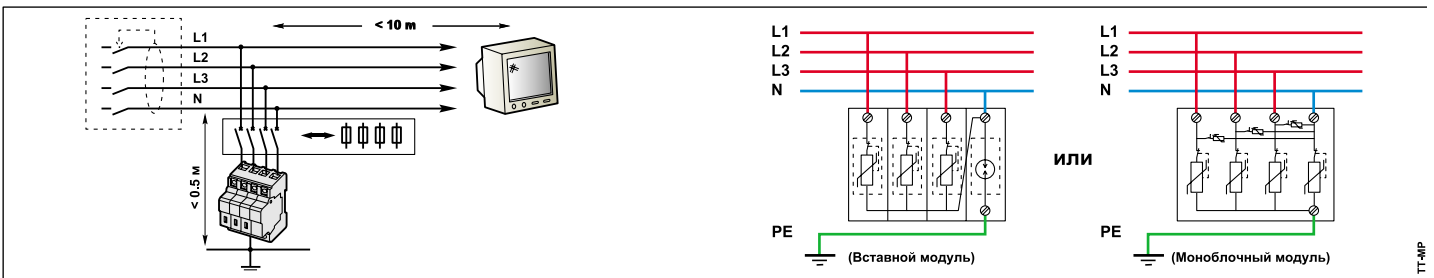 < 10 m
L1
L2
L3
N
< 0.5 м
L1
L2
L3
N
PE
(Вставной модуль)
или
L1
L2
L3
N
PE
(Моноблочный модуль)
TT-MP